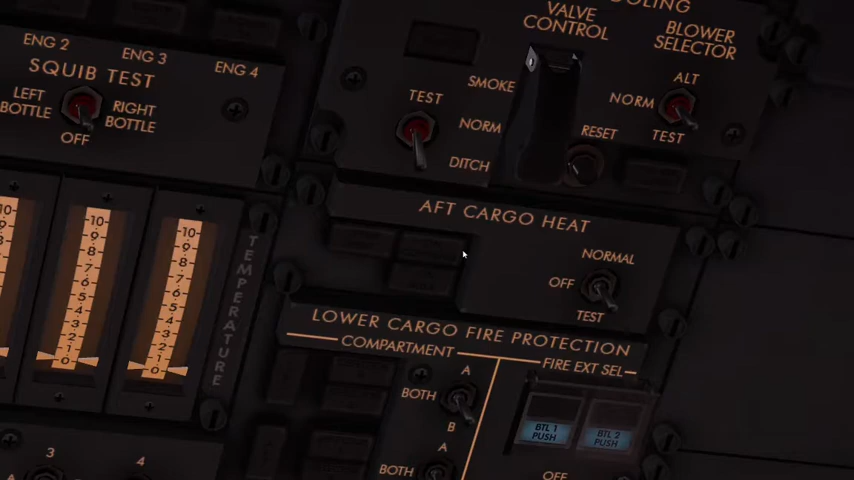 OOLING
VALVE
CONTROL
BLOWER
SELECTOR
ENG 2
ENG 3
ENG 4
SQUIB TEST
LEFT
BOTTLE
RIGHT
BOTTLE
OFF
TEST
SMOKE
NORM
DITCH
ALT
NORM
RESET
TEST
AFT CARGO HEAT
NORMAL
OFF
TEST
10
9
8
7
6
5
4
3
2
1
0
10
9
8
7
6
5
4
3
2
1
0
TEMPERATURE
LOWER CARGO FIRE PROTECTION
COMPARTMENT
FIRE EXT SEL
A
BOTH
B
BTL 1
PUSH
BTL 2
PUSH
A
BOTH
OFF
3
4